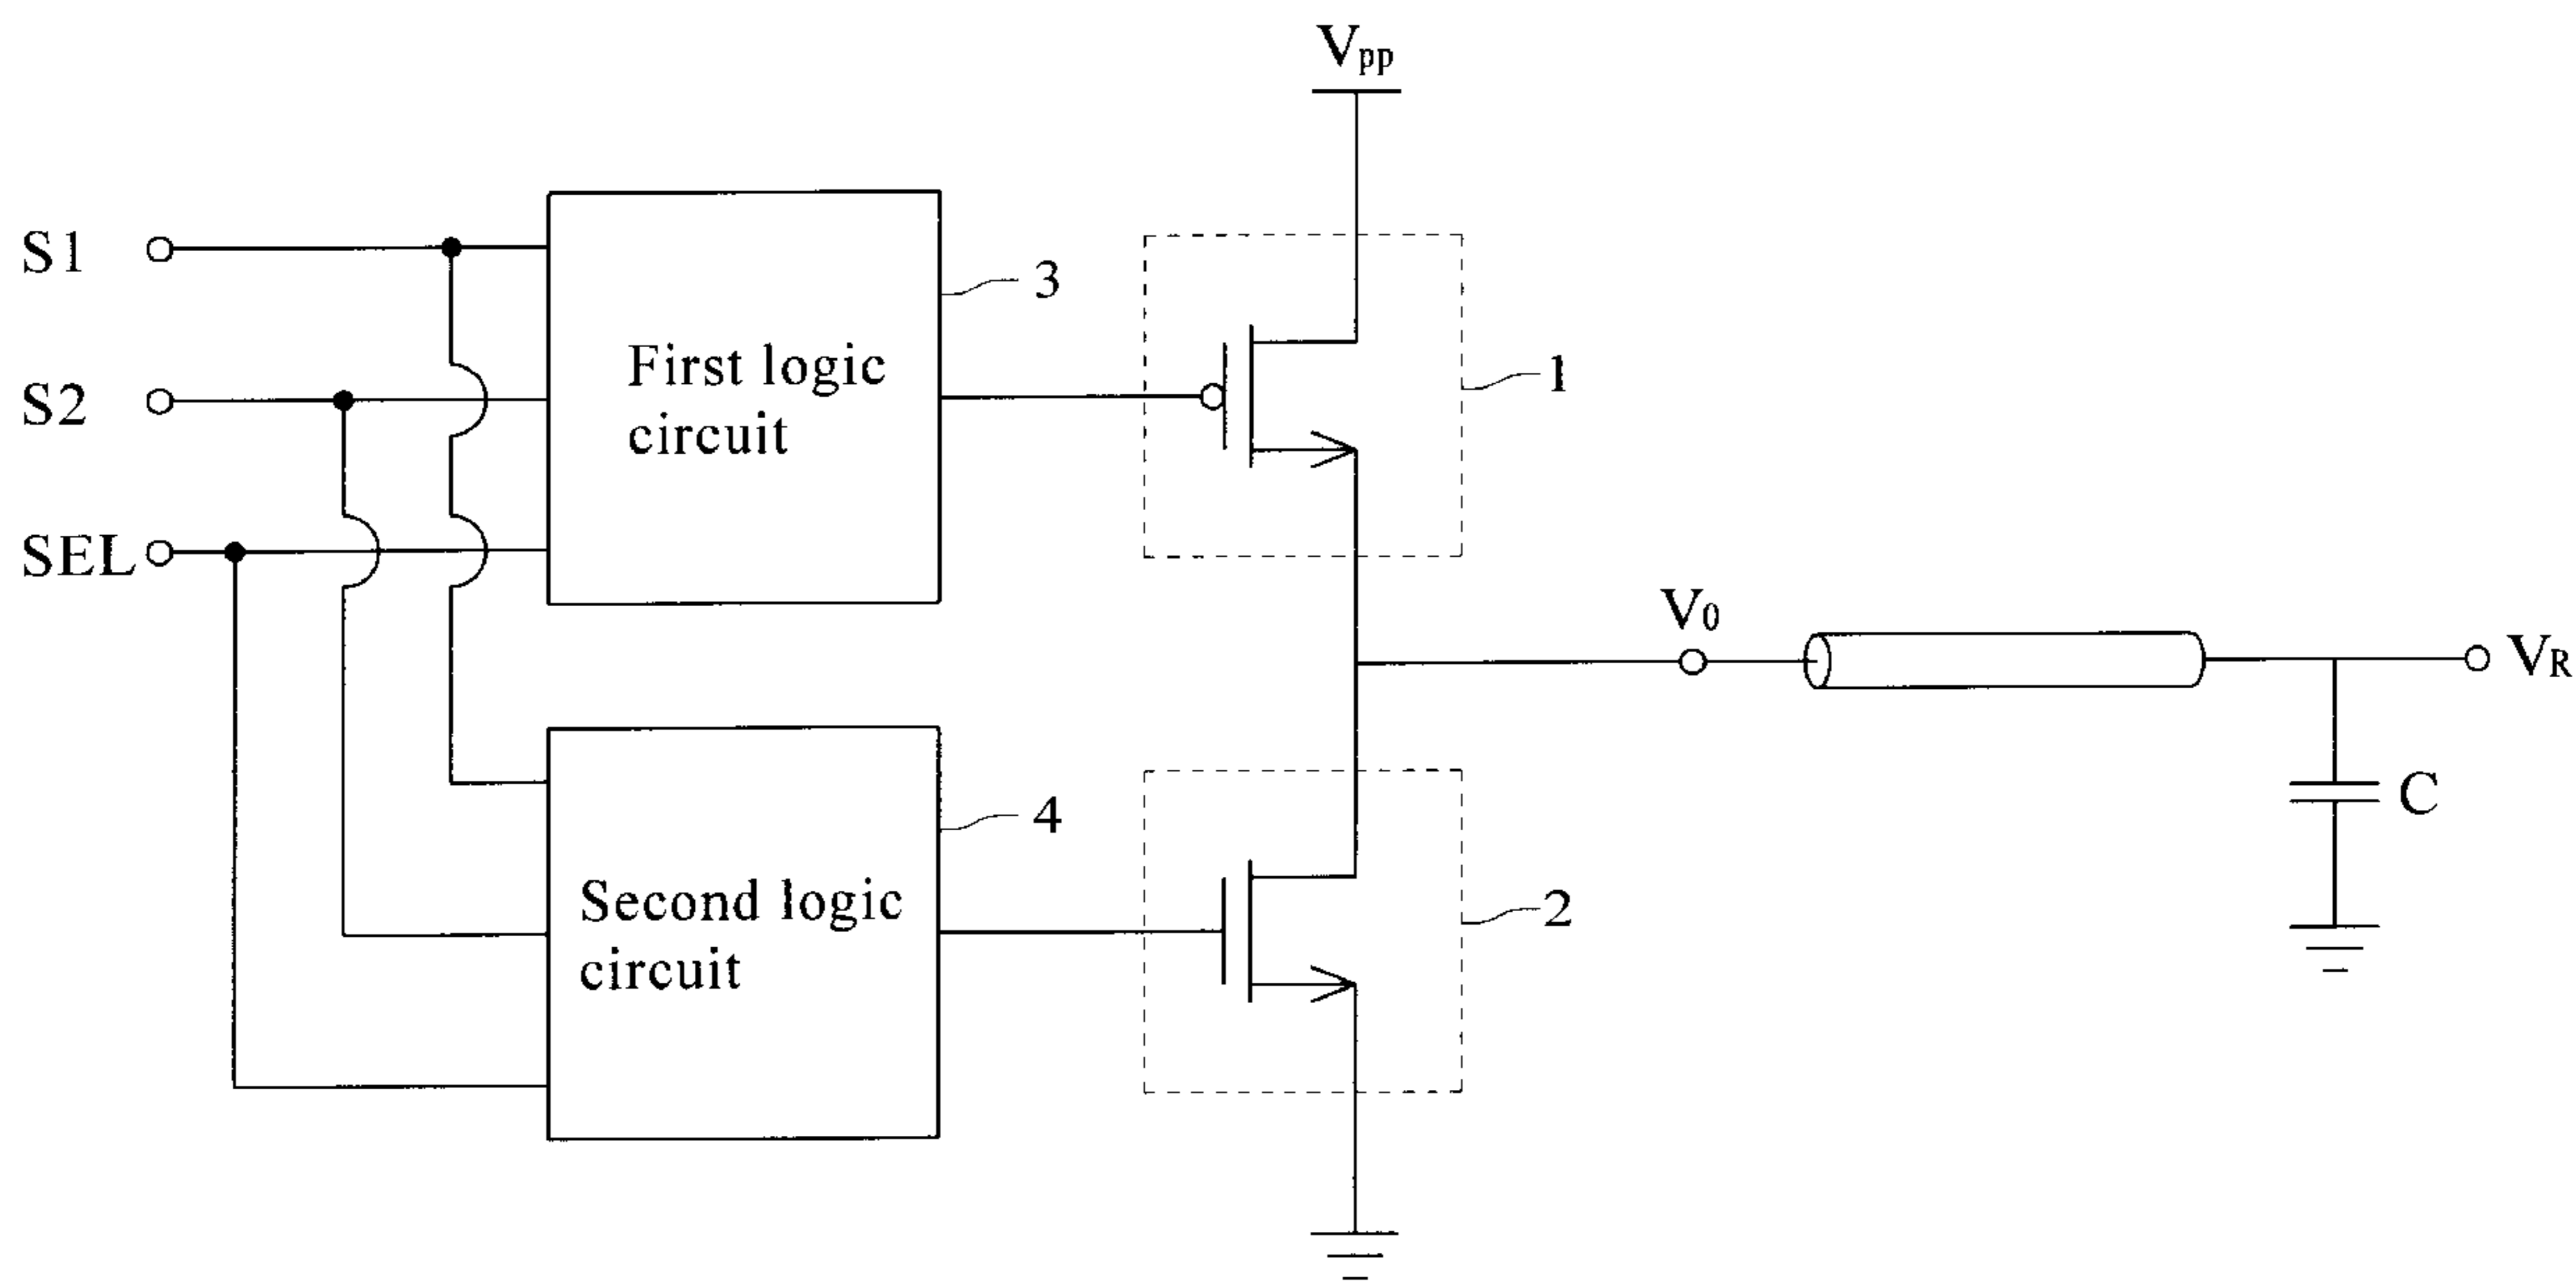 Vpp
S1
3
First logic
circuit
1
S2
SEL
V0
VR
4
C
Second logic
circuit
2